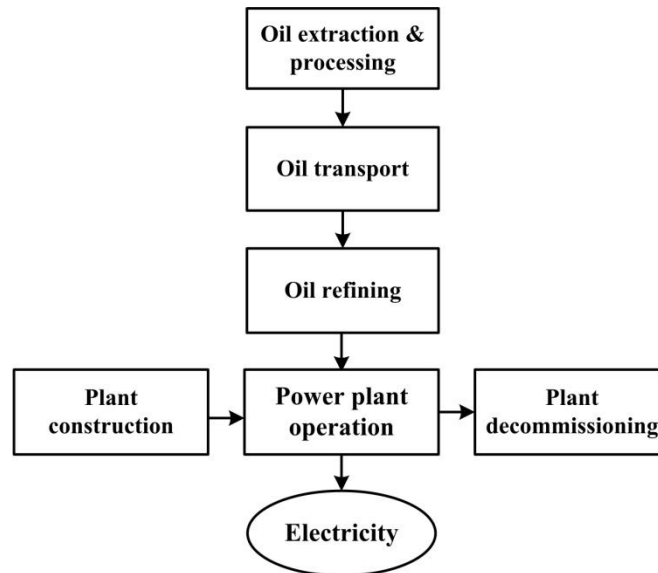 Oil extraction &
processing
Oil transport
Oil refining
Plant
construction
Power plant
operation
Plant
decommissioning
Electricity